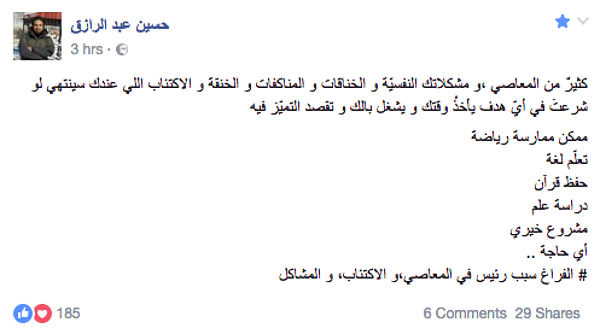 حسين عبد الرازق
3 hrs ·
كثيرٌ من المعاصي ،و مشكلاتك النفسيّة و الخناقات و المناكفات و الخنقة و الاكتئاب اللي عندك سينتهي لو
شرعتَ في أيّ هدف يأخذُ وقتك و يشغل بالك و تقصد التميّز فيه
ممكن ممارسة رياضة
تعلّم لغة
حفظ قرآن
دراسة علم
مشروع خيري
أي حاجة ..
# الفراغ سبب رئيس في المعاصي،و الاكتئاب، و المشاكل
185 6 Comments 29 Shares